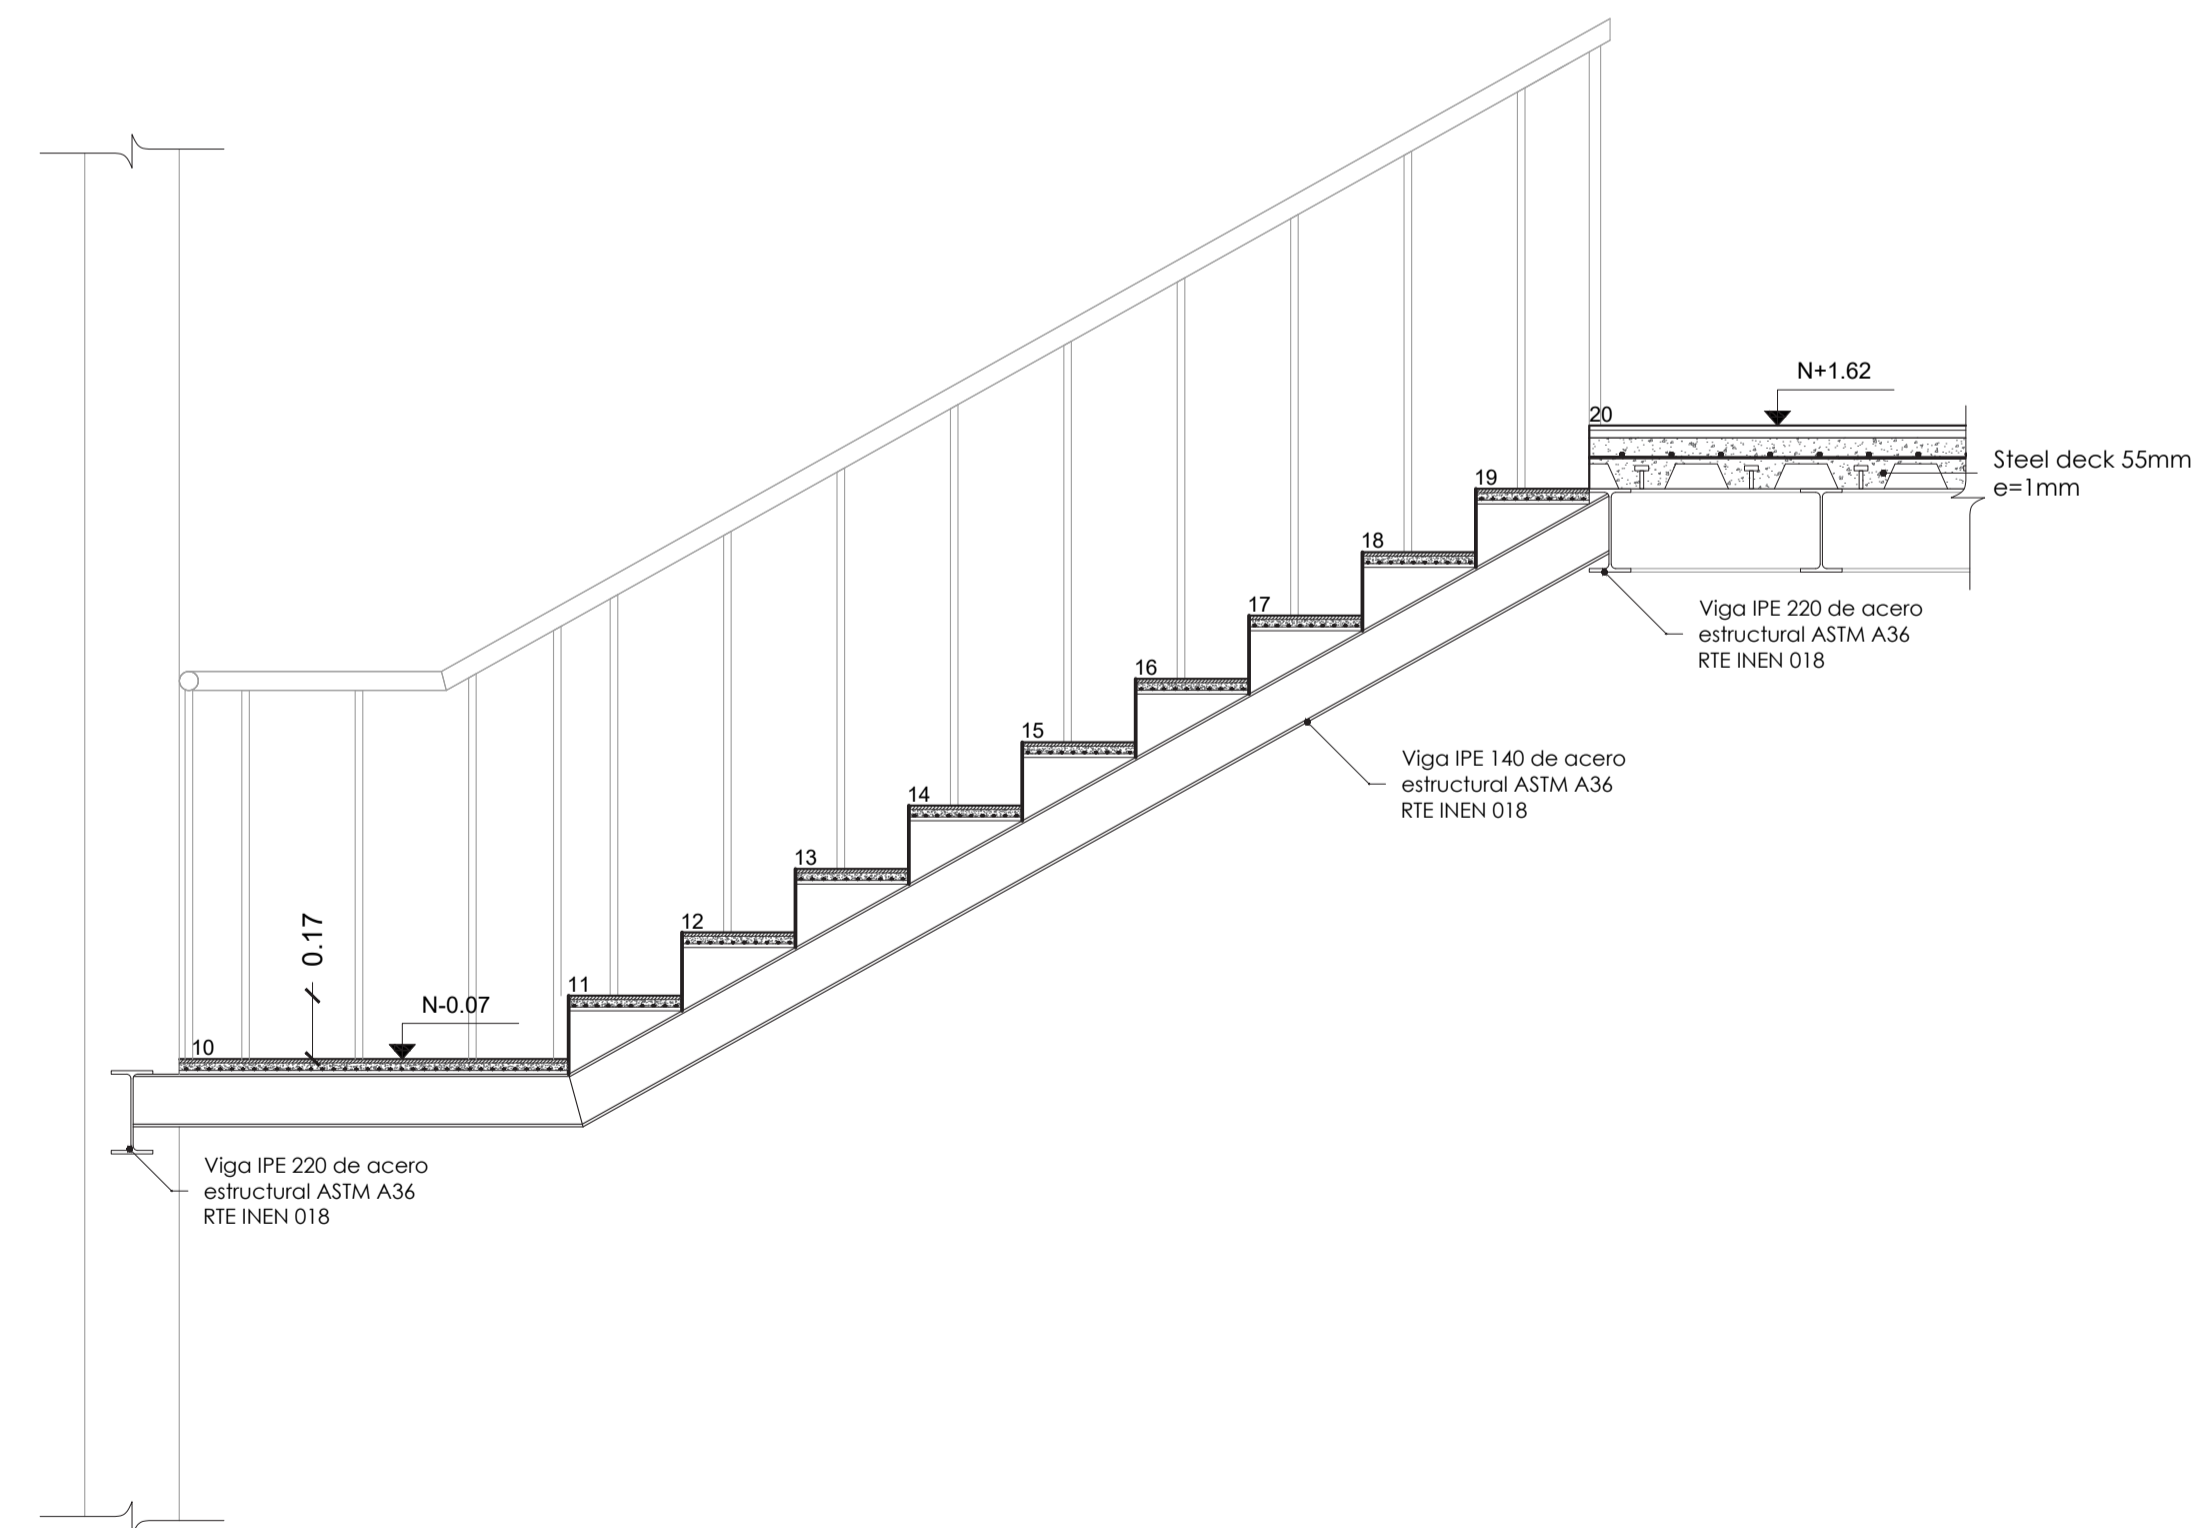 N+1.62
20
Steel deck 55mm
e=1mm
19
18
17
Viga IPE 220 de acero
estructural ASTM A36
RTE INEN 018
16
15
Viga IPE 140 de acero
estructural ASTM A36
RTE INEN 018
14
13
12
0.17
11
N-0.07
10
Viga IPE 220 de acero
estructural ASTM A36
RTE INEN 018